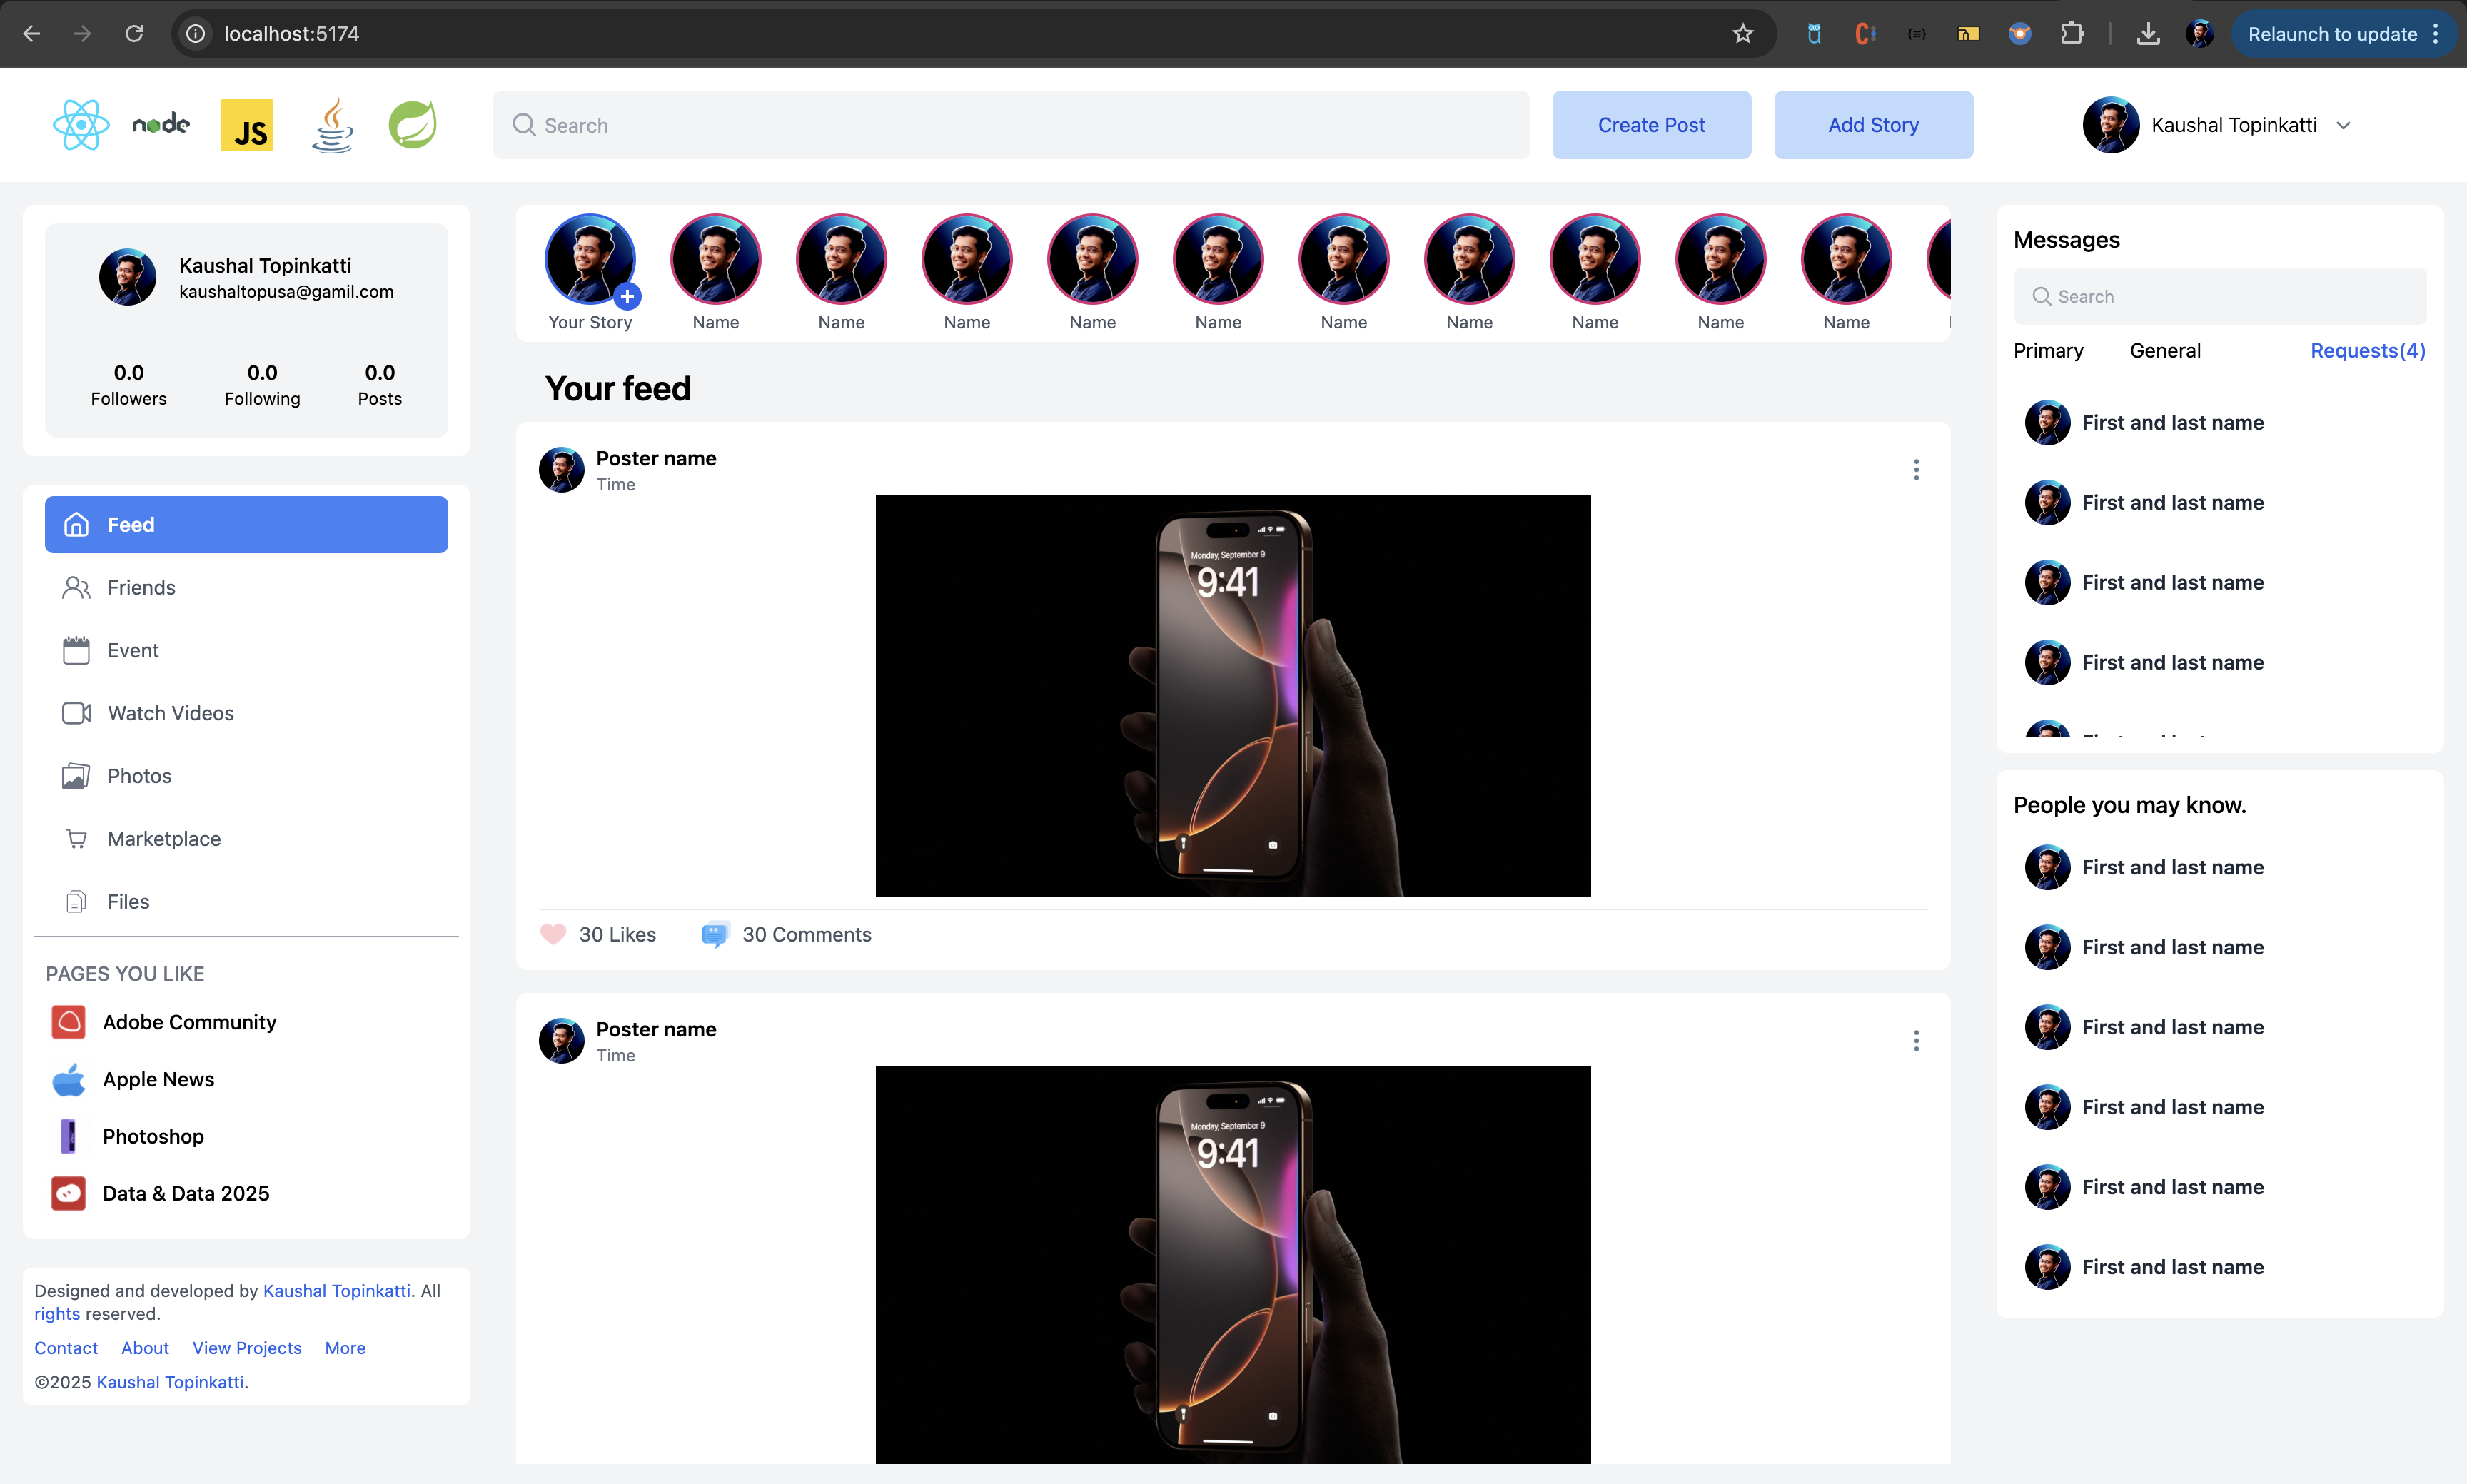 localhost:5174
Relaunch to update
node
JS
Search
Create Post
Add Story
Kaushal Topinkatti
Kaushal Topinkatti
kaushaltopusa@gamil.com
0.0 0.0 0.0
Followers Following Posts
Feed
Friends
Event
Watch Videos
Photos
Marketplace
Files
PAGES YOU LIKE
Adobe Community
Apple News
Photoshop
Data & Data 2025
Designed and developed by Kaushal Topinkatti. All
rights reserved.
Contact About View Projects More
©2025 Kaushal Topinkatti.
Your Story Name Name Name Name Name Name Name Name Name Name
Your feed
Poster name
Time
Monday, September 9
9:41
30 Likes 30 Comments
Poster name
Time
Monday, September 9
9:41
Messages
Search
Primary General Requests(4)
First and last name
First and last name
First and last name
First and last name
People you may know.
First and last name
First and last name
First and last name
First and last name
First and last name
First and last name